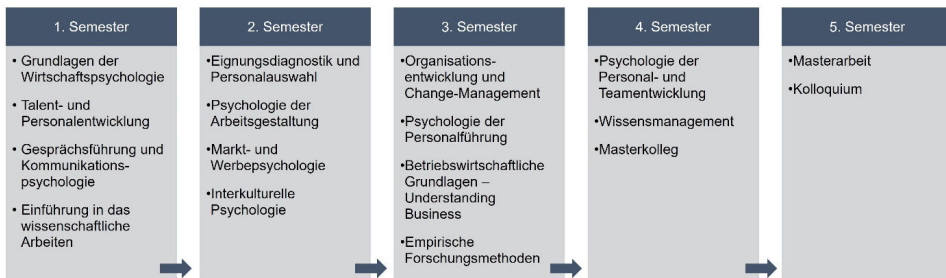 1. Semester
• Grundlagen der
Wirtschaftspsychologie
• Talent- und
Personalentwicklung
• Gesprächsführung und
Kommunikations-
psychologie
• Einführung in das
wissenschaftliche
Arbeiten
2. Semester
•Eignungsdiagnostik und
Personalauswahl
•Psychologie der
Arbeitsgestaltung
•Markt- und
Werbepsychologie
•Interkulturelle
Psychologie
3. Semester
•Organisations-
entwicklung und
Change-Management
•Psychologie der
Personalführung
•Betriebswirtschaftliche
Grundlagen –
Understanding
Business
•Empirische
Forschungsmethoden
4. Semester
•Psychologie der
Personal- und
Teamentwicklung
•Wissensmanagement
•Masterkolleg
5. Semester
•Masterarbeit
•Kolloquium